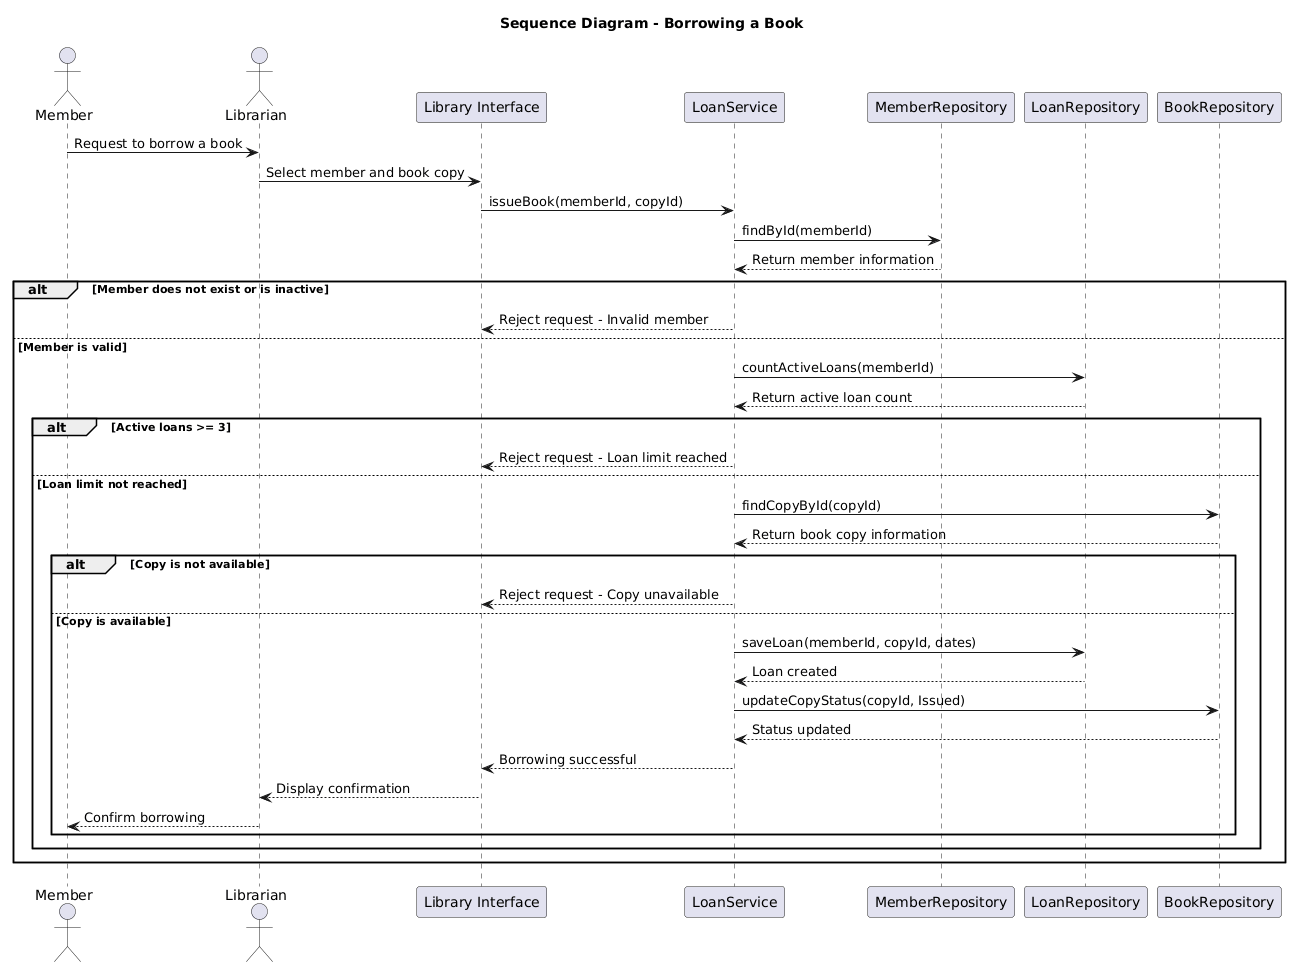 Sequence Diagram - Borrowing a Book
Member
Librarian
Library Interface
LoanService
MemberRepository
LoanRepository
BookRepository
Request to borrow a book
Select member and book copy
issueBook(memberId, copyId)
findById(memberId)
Return member information
alt [Member does not exist or is inactive]
Reject request - Invalid member
[Member is valid]
countActiveLoans(memberId)
Return active loan count
alt [Active loans >= 3]
Reject request - Loan limit reached
[Loan limit not reached]
findCopyById(copyId)
Return book copy information
alt [Copy is not available]
Reject request - Copy unavailable
[Copy is available]
saveLoan(memberId, copyId, dates)
Loan created
updateCopyStatus(copyId, Issued)
Status updated
Borrowing successful
Display confirmation
Confirm borrowing
Member
Librarian
Library Interface
LoanService
MemberRepository
LoanRepository
BookRepository